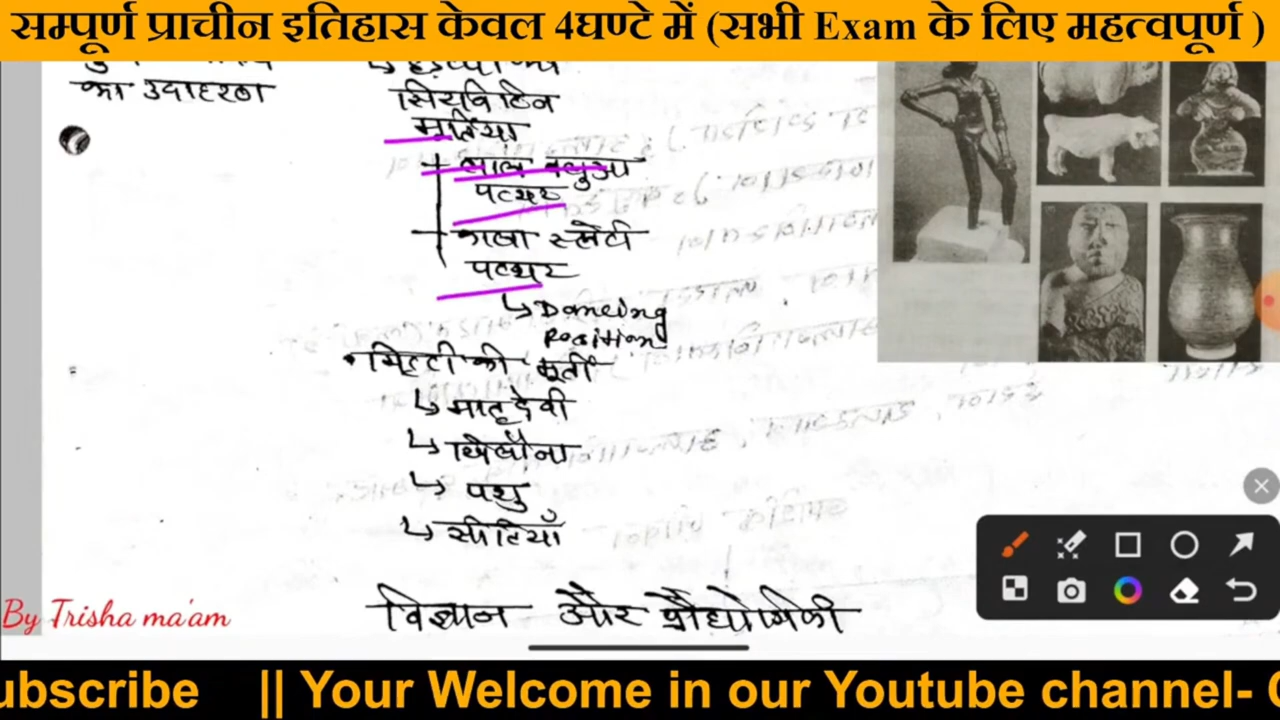 सम्पूर्ण प्राचीन इतिहास केवल 4घण्टे में (सभी Exam के लिए महत्वपूर्ण )
का उदाहरण
मूर्तियां
लाल बलुआ
पत्थर
स्लेटी
पत्थर
↳ Dancing
Position
• मिट्टी की मूर्ती
↳ मातृदेवी
↳ खिलौना
↳ पशु
↳ सीटियाँ
विज्ञान और प्रौद्योगिकी
By Trisha ma'am
ubscribe || Your Welcome in our Youtube channel-